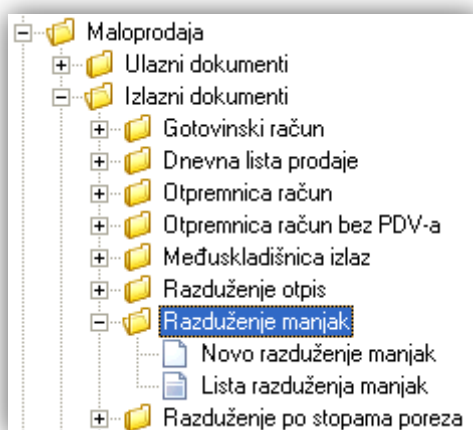 Maloprodaja
Ulazni dokumenti
Izlazni dokumenti
Gotovinski račun
Dnevna lista prodaje
Otpremnica račun
Otpremnica račun bez PDV-a
Međuskladišnica izlaz
Razduženje otpis
Razduženje manjak
Novo razduženje manjak
Lista razduženja manjak
Razduženje po stopama poreza